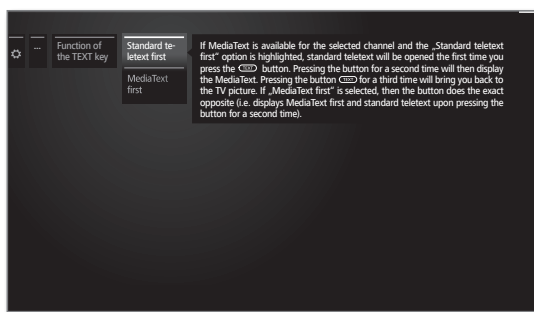 ...
Function of
the TEXT key
Standard te-
letext first
MediaText
first
If MediaText is available for the selected channel and the „Standard teletext
first" option is highlighted, standard teletext will be opened the first time you
press the TEXT button. Pressing the button for a second time will then display
the MediaText. Pressing the button TEXT for a third time will bring you back to
the TV picture. If „MediaText first" is selected, then the button does the exact
opposite (i.e. displays MediaText first and standard teletext upon pressing the
button for a second time).